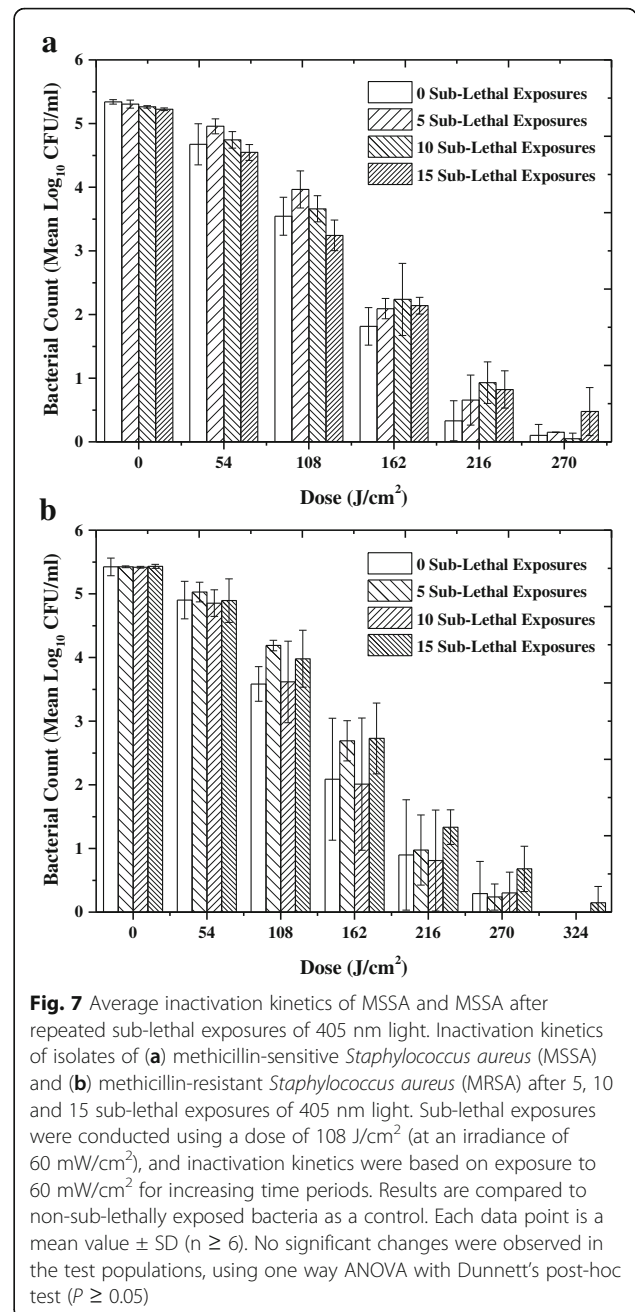 a
6
5
4
3
2
1
0
Bacterial Count (Mean Log₁₀ CFU/ml)
0 Sub-Lethal Exposures
5 Sub-Lethal Exposures
10 Sub-Lethal Exposures
15 Sub-Lethal Exposures
0 54 108 162 216 270
Dose (J/cm²)
b
6
5
4
3
2
1
0
Bacterial Count (Mean Log₁₀ CFU/ml)
0 Sub-Lethal Exposures
5 Sub-Lethal Exposures
10 Sub-Lethal Exposures
15 Sub-Lethal Exposures
0 54 108 162 216 270 324
Dose (J/cm²)
Fig. 7 Average inactivation kinetics of MSSA and MSSA after
repeated sub-lethal exposures of 405 nm light. Inactivation kinetics
of isolates of (a) methicillin-sensitive Staphylococcus aureus (MSSA)
and (b) methicillin-resistant Staphylococcus aureus (MRSA) after 5, 10
and 15 sub-lethal exposures of 405 nm light. Sub-lethal exposures
were conducted using a dose of 108 J/cm² (at an irradiance of
60 mW/cm²), and inactivation kinetics were based on exposure to
60 mW/cm² for increasing time periods. Results are compared to
non-sub-lethally exposed bacteria as a control. Each data point is a
mean value ± SD (n ≥ 6). No significant changes were observed in
the test populations, using one way ANOVA with Dunnett's post-hoc
test (P ≥ 0.05)